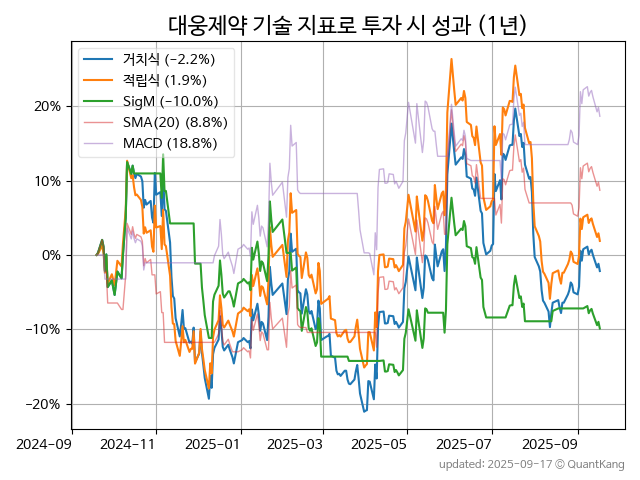 대웅제약 기술 지표로 투자 시 성과 (1년)
거치식 (−2.2%)
적립식 (1.9%)
SigM (−10.0%)
SMA(20) (8.8%)
MACD (18.8%)
20%
10%
0%
−10%
−20%
2024-09 2024-11 2025-01 2025-03 2025-05 2025-07 2025-09
updated: 2025-09-17 © QuantKang